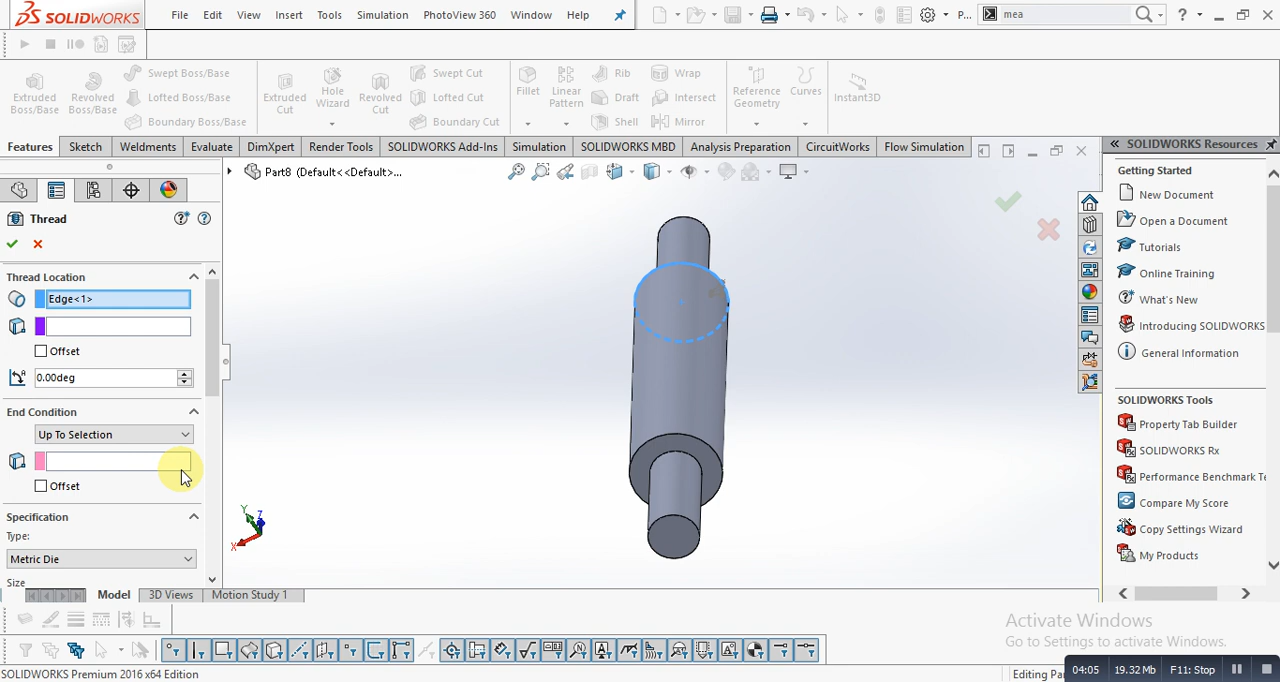 SOLIDWORKS File Edit View Insert Tools Simulation PhotoView 360 Window Help P... mea
Extruded Boss/Base
Revolved Boss/Base
Swept Boss/Base
Lofted Boss/Base
Boundary Boss/Base
Extruded Cut
Hole Wizard
Revolved Cut
Swept Cut
Lofted Cut
Boundary Cut
Fillet
Linear Pattern
Rib
Draft
Shell
Wrap
Intersect
Mirror
Reference Geometry
Curves
Instant3D
Features Sketch Weldments Evaluate DimXpert Render Tools SOLIDWORKS Add-Ins Simulation SOLIDWORKS MBD Analysis Preparation CircuitWorks Flow Simulation
Part8 (Default<<Default>...
Thread
Thread Location
Edge<1>
Offset
0.00deg
End Condition
Up To Selection
Offset
Specification
Type:
Metric Die
Size
Y
Z
X
Model 3D Views Motion Study 1
SOLIDWORKS Resources
Getting Started
New Document
Open a Document
Tutorials
Online Training
What's New
Introducing SOLIDWORKS
General Information
SOLIDWORKS Tools
Property Tab Builder
SOLIDWORKS Rx
Performance Benchmark Te
Compare My Score
Copy Settings Wizard
My Products
Activate Windows
Go to Settings to activate Windows.
SOLIDWORKS Premium 2016 x64 Edition
Editing Pa
04:05 19.32 Mb F11: Stop